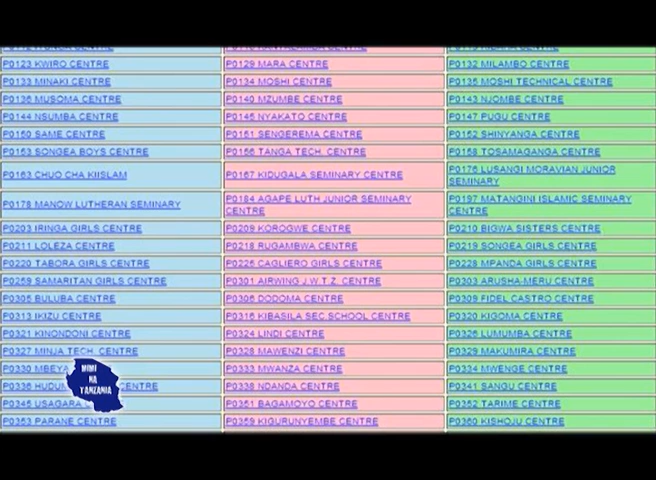 P0123 KWIRO CENTRE P0129 MARA CENTRE P0132 MILAMBO CENTRE
P0133 MINAKI CENTRE P0134 MOSHI CENTRE P0135 MOSHI TECHNICAL CENTRE
P0136 MUSOMA CENTRE P0140 MZUMBE CENTRE P0143 NJOMBE CENTRE
P0144 NSUMBA CENTRE P0145 NYAKATO CENTRE P0147 PUGU CENTRE
P0150 SAME CENTRE P0151 SENGEREMA CENTRE P0152 SHINYANGA CENTRE
P0153 SONGEA BOYS CENTRE P0156 TANGA TECH. CENTRE P0158 TOSAMAGANGA CENTRE
P0163 CHUO CHA KIISLAM P0167 KIDUGALA SEMINARY CENTRE P0176 LUSANGI MORAVIAN JUNIOR
SEMINARY
P0178 MANOW LUTHERAN SEMINARY P0184 AGAPE LUTH JUNIOR SEMINARY P0197 MATANGINI ISLAMIC SEMINARY
CENTRE CENTRE
P0203 IRINGA GIRLS CENTRE P0209 KOROGWE CENTRE P0210 BIGWA SISTERS CENTRE
P0211 LOLEZA CENTRE P0218 RUGAMBWA CENTRE P0219 SONGEA GIRLS CENTRE
P0220 TABORA GIRLS CENTRE P0225 CAGLIERO GIRLS CENTRE P0228 MPANDA GIRLS CENTRE
P0259 SAMARITAN GIRLS CENTRE P0301 AIRWING J.W.T.Z. CENTRE P0303 ARUSHA-MERU CENTRE
P0305 BULUBA CENTRE P0306 DODOMA CENTRE P0309 FIDEL CASTRO CENTRE
P0313 IKIZU CENTRE P0316 KIBASILA SEC.SCHOOL CENTRE P0320 KIGOMA CENTRE
P0321 KINONDONI CENTRE P0324 LINDI CENTRE P0326 LUMUMBA CENTRE
P0327 MINJA TECH. CENTRE P0328 MAWENZI CENTRE P0329 MAKUMIRA CENTRE
P0330 MBEYA P0333 MWANZA CENTRE P0334 MWENGE CENTRE
P0336 CENTRE P0338 NDANDA CENTRE P0341 SANGU CENTRE
P0345 USAGARA P0351 BAGAMOYO CENTRE P0352 TARIME CENTRE
P0353 PARANE CENTRE P0359 KIGURUNYEMBE CENTRE P0360 KISHOJU CENTRE
MIMI
NA
TANZANIA